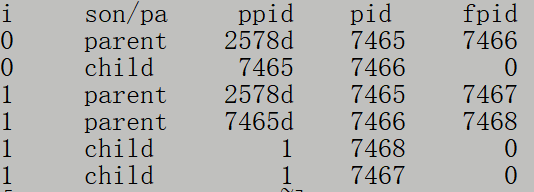 i son/pa ppid pid fpid
0 parent 2578d 7465 7466
0 child 7465 7466 0
1 parent 2578d 7465 7467
1 parent 7465d 7466 7468
1 child 1 7468 0
1 child 1 7467 0